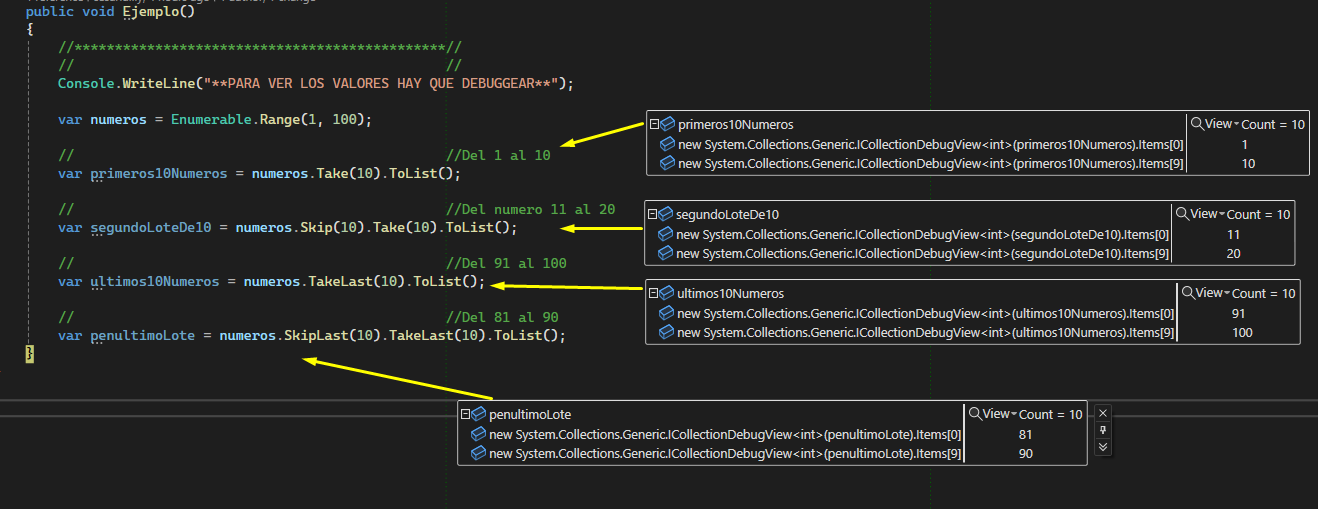 public void Ejemplo()
{
//**********************************************//
// //
Console.WriteLine("**PARA VER LOS VALORES HAY QUE DEBUGGEAR**");
var numeros = Enumerable.Range(1, 100);
// //Del 1 al 10
var primeros10Numeros = numeros.Take(10).ToList();
// //Del numero 11 al 20
var segundoLoteDe10 = numeros.Skip(10).Take(10).ToList();
// //Del 91 al 100
var ultimos10Numeros = numeros.TakeLast(10).ToList();
// //Del 81 al 90
var penultimoLote = numeros.SkipLast(10).TakeLast(10).ToList();
}
primeros10Numeros View Count = 10
new System.Collections.Generic.ICollectionDebugView<int>(primeros10Numeros).Items[0] 1
new System.Collections.Generic.ICollectionDebugView<int>(primeros10Numeros).Items[9] 10
segundoLoteDe10 View Count = 10
new System.Collections.Generic.ICollectionDebugView<int>(segundoLoteDe10).Items[0] 11
new System.Collections.Generic.ICollectionDebugView<int>(segundoLoteDe10).Items[9] 20
ultimos10Numeros View Count = 10
new System.Collections.Generic.ICollectionDebugView<int>(ultimos10Numeros).Items[0] 91
new System.Collections.Generic.ICollectionDebugView<int>(ultimos10Numeros).Items[9] 100
penultimoLote View Count = 10
new System.Collections.Generic.ICollectionDebugView<int>(penultimoLote).Items[0] 81
new System.Collections.Generic.ICollectionDebugView<int>(penultimoLote).Items[9] 90